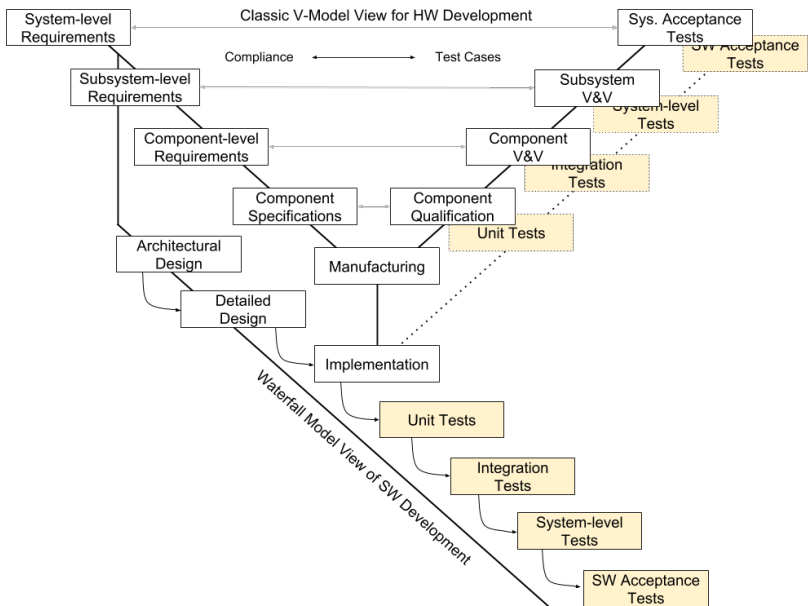 Classic V-Model View for HW Development
System-level
Requirements
Sys. Acceptance
Tests
SW Acceptance
Tests
Compliance
Test Cases
Subsystem-level
Requirements
Subsystem
V&V
System-level
Tests
Component-level
Requirements
Component
V&V
Integration
Tests
Component
Specifications
Component
Qualification
Unit Tests
Architectural
Design
Manufacturing
Detailed
Design
Implementation
Waterfall Model View of SW Development
Unit Tests
Integration
Tests
System-level
Tests
SW Acceptance
Tests